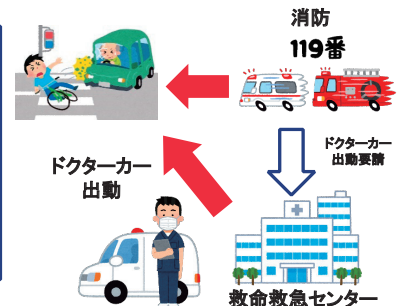 消防
119番
ドクターカー
出動要請
ドクターカー
出動
救命救急センター